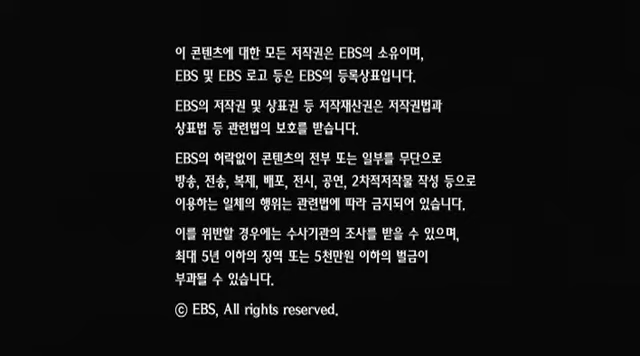 이 콘텐츠에 대한 모든 저작권은 EBS의 소유이며,
EBS 및 EBS 로고 등은 EBS의 등록상표입니다.
EBS의 저작권 및 상표권 등 저작재산권은 저작권법과
상표법 등 관련법의 보호를 받습니다.
EBS의 허락없이 콘텐츠의 전부 또는 일부를 무단으로
방송, 전송, 복제, 배포, 전시, 공연, 2차적저작물 작성 등으로
이용하는 일체의 행위는 관련법에 따라 금지되어 있습니다.
이를 위반할 경우에는 수사기관의 조사를 받을 수 있으며,
최대 5년 이하의 징역 또는 5천만원 이하의 벌금이
부과될 수 있습니다.
ⓒ EBS, All rights reserved.